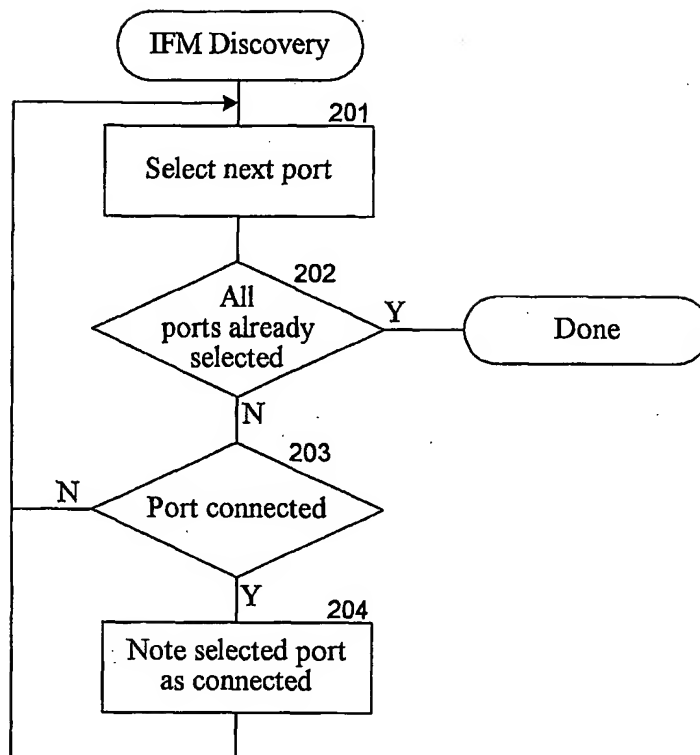 IFM Discovery
201
Select next port
202
All
ports already
selected
Y
Done
N
203
N
Port connected
Y
204
Note selected port
as connected